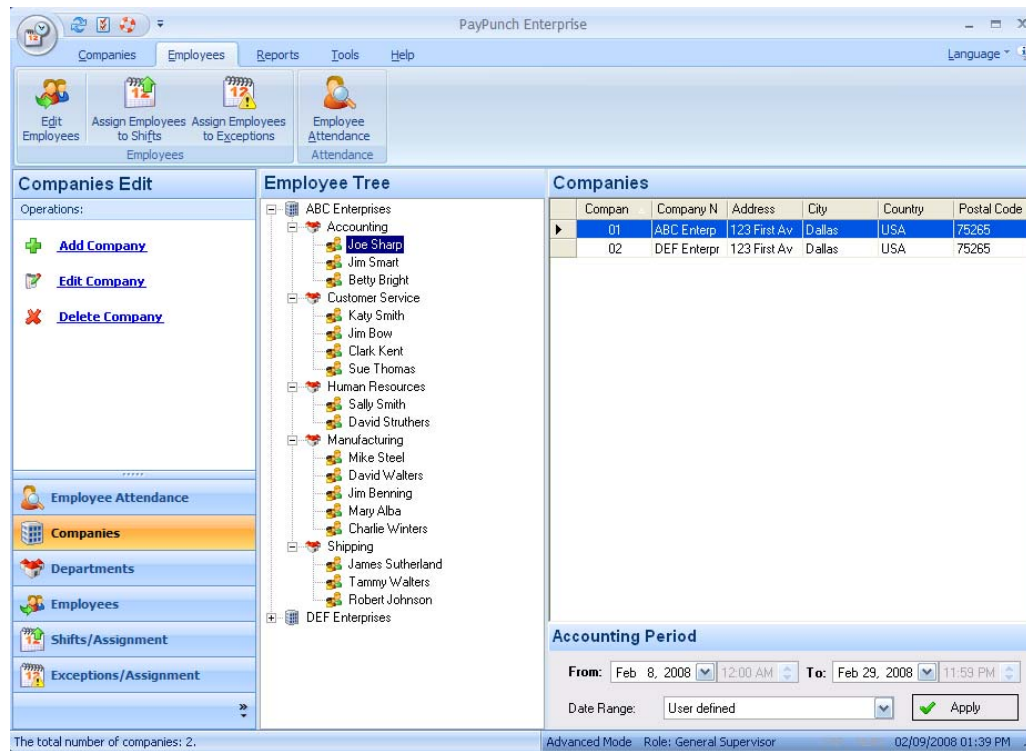 PayPunch Enterprise
Companies Employees Reports Tools Help Language
Edit Employees
Assign Employees to Shifts
Assign Employees to Exceptions
Employee Attendance
Employees Attendance
Companies Edit
Operations:
Add Company
Edit Company
Delete Company
Employee Attendance
Companies
Departments
Employees
Shifts/Assignment
Exceptions/Assignment
Employee Tree
ABC Enterprises
Accounting
Joe Sharp
Jim Smart
Betty Bright
Customer Service
Katy Smith
Jim Bow
Clark Kent
Sue Thomas
Human Resources
Sally Smith
David Struthers
Manufacturing
Mike Steel
David Walters
Jim Benning
Mary Alba
Charlie Winters
Shipping
James Sutherland
Tammy Walters
Robert Johnson
DEF Enterprises
Companies
Compan Company N Address City Country Postal Code
01 ABC Enterp 123 First Av Dallas USA 75265
02 DEF Enterpr 123 First Av Dallas USA 75265
Accounting Period
From: Feb 8, 2008 12:00 AM To: Feb 29, 2008 11:59 PM
Date Range: User defined Apply
The total number of companies: 2. Advanced Mode Role: General Supervisor 02/09/2008 01:39 PM